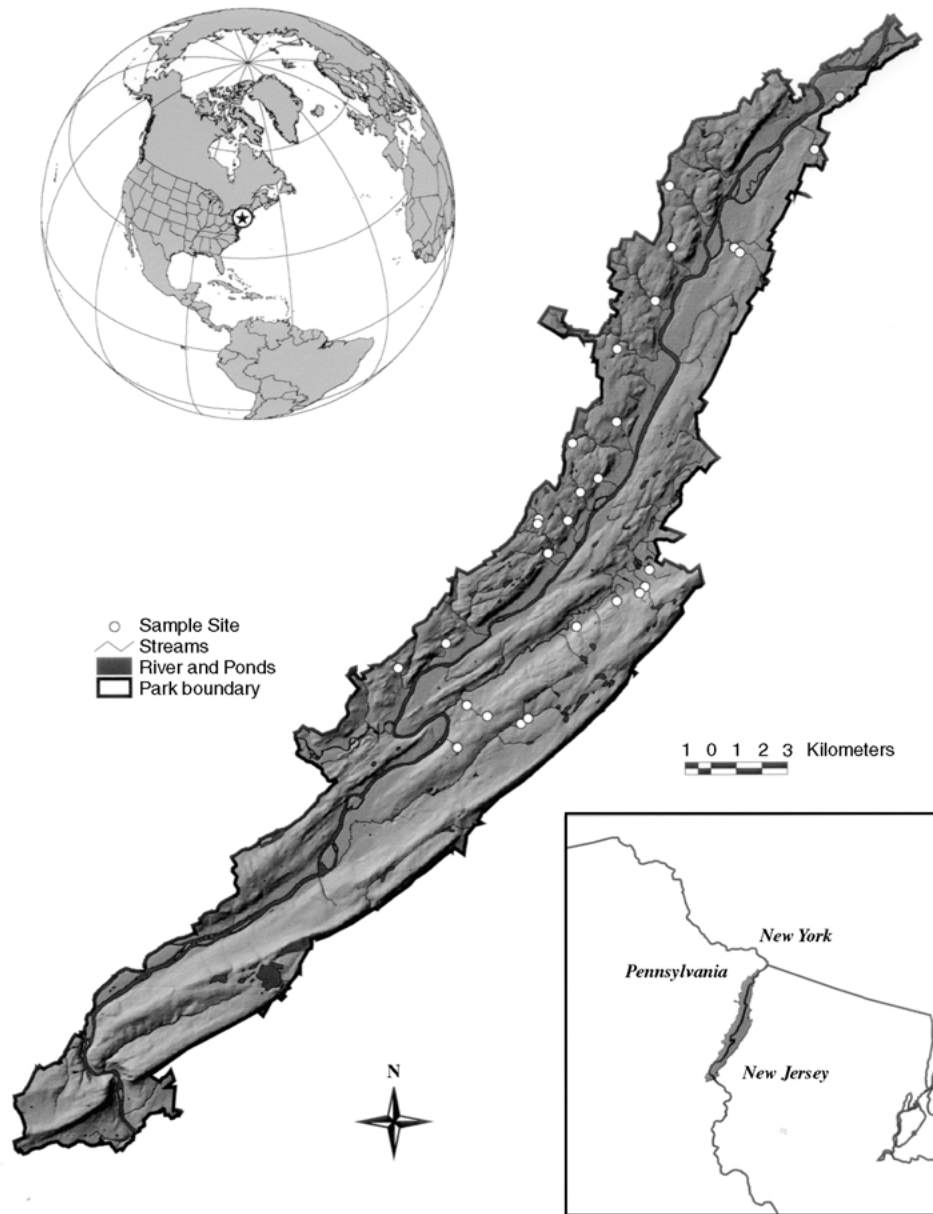 Sample Site
Streams
River and Ponds
Park boundary
1 0 1 2 3 Kilometers
N
New York
Pennsylvania
New Jersey